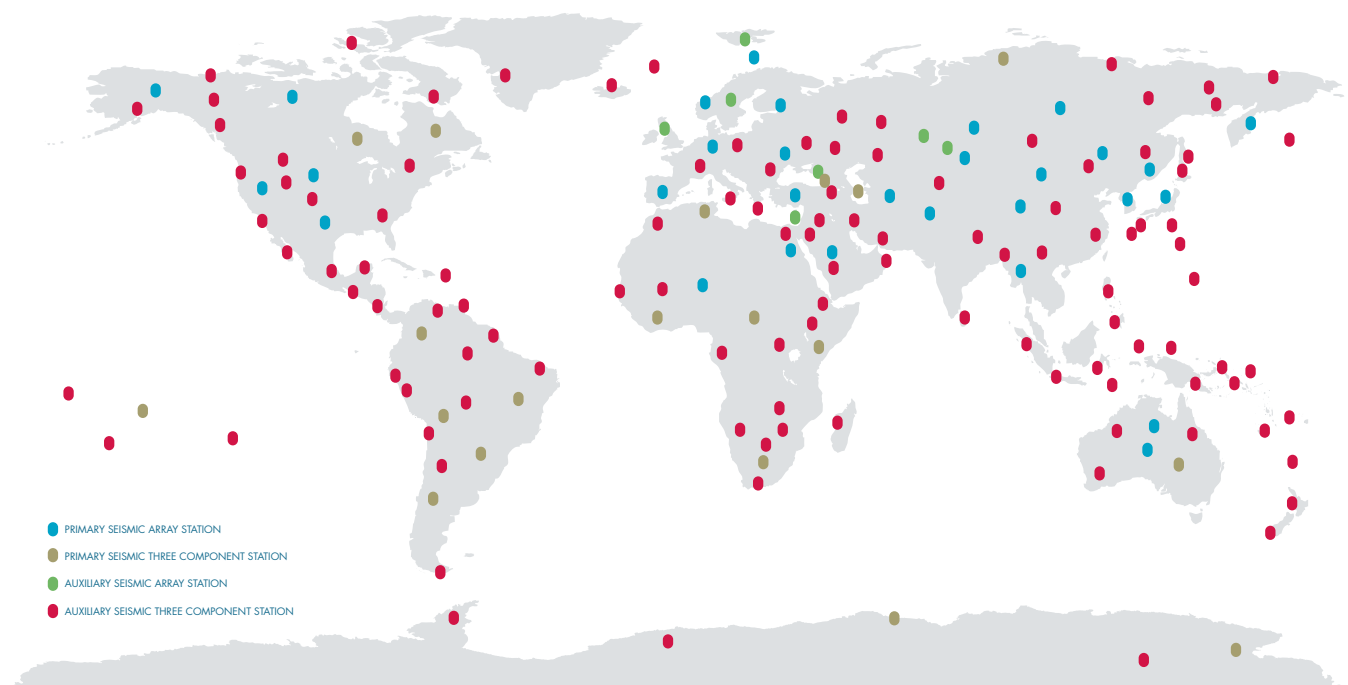 PRIMARY SEISMIC ARRAY STATION
PRIMARY SEISMIC THREE COMPONENT STATION
AUXILIARY SEISMIC ARRAY STATION
AUXILIARY SEISMIC THREE COMPONENT STATION